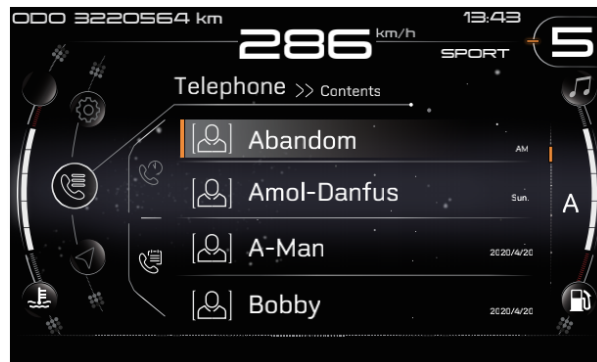 ODO 3220564 km
286 km/h
13:43
SPORT
5
Telephone >> Contents
Abandom
AM
Amol-Danfus
Sun.
A
A-Man
2020/4/20
Bobby
2020/4/20